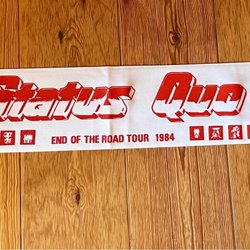 Status Quo
END OF THE ROAD TOUR 1984